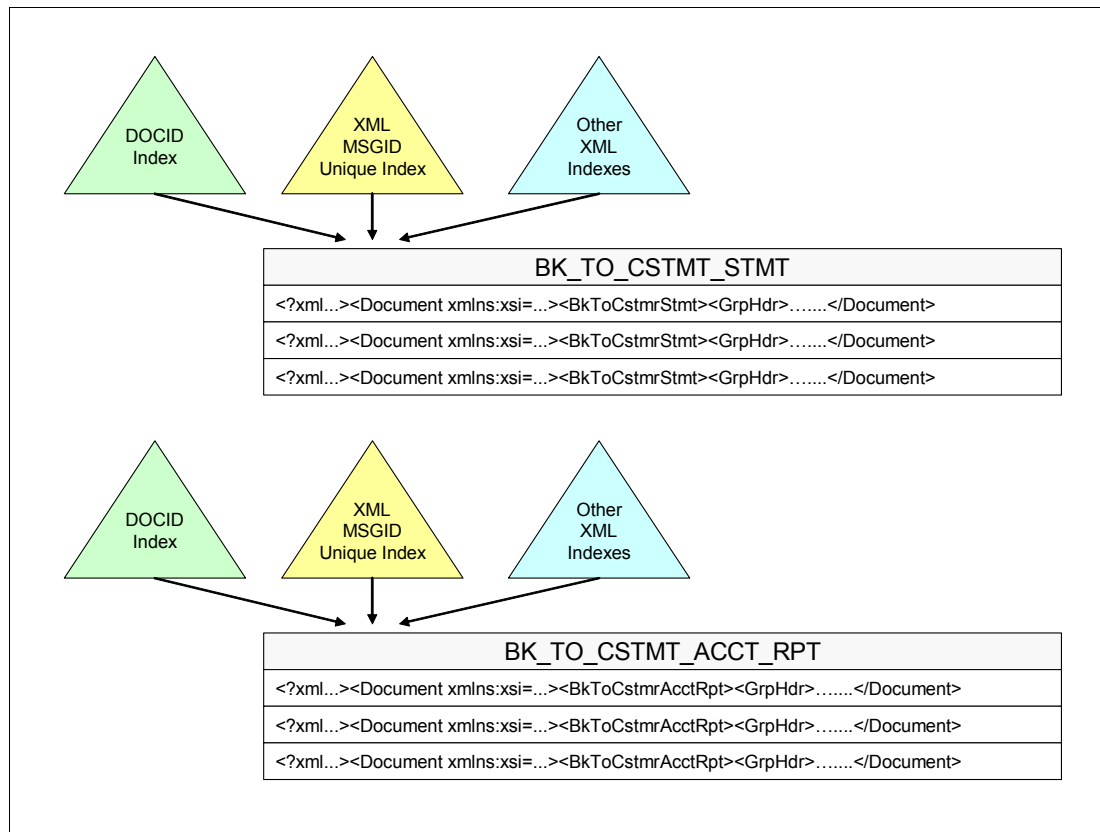 DOCID
Index
XML
MSGID
Unique Index
Other
XML
Indexes
BK_TO_CSTMT_STMT
<?xml...><Document xmlns:xsi=...><BkToCstmrStmt><GrpHdr>…....</Document>
<?xml...><Document xmlns:xsi=...><BkToCstmrStmt><GrpHdr>…....</Document>
<?xml...><Document xmlns:xsi=...><BkToCstmrStmt><GrpHdr>…....</Document>
DOCID
Index
XML
MSGID
Unique Index
Other
XML
Indexes
BK_TO_CSTMT_ACCT_RPT
<?xml...><Document xmlns:xsi=...><BkToCstmrAcctRpt><GrpHdr>…....</Document>
<?xml...><Document xmlns:xsi=...><BkToCstmrAcctRpt><GrpHdr>…....</Document>
<?xml...><Document xmlns:xsi=...><BkToCstmrAcctRpt><GrpHdr>…....</Document>